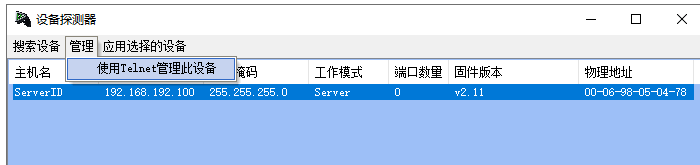 设备探测器
搜索设备 管理 应用选择的设备
使用Telnet管理此设备
主机名 掩码 工作模式 端口数量 固件版本 物理地址
ServerID 192.168.192.100 255.255.255.0 Server 0 v2.11 00-06-98-05-04-78